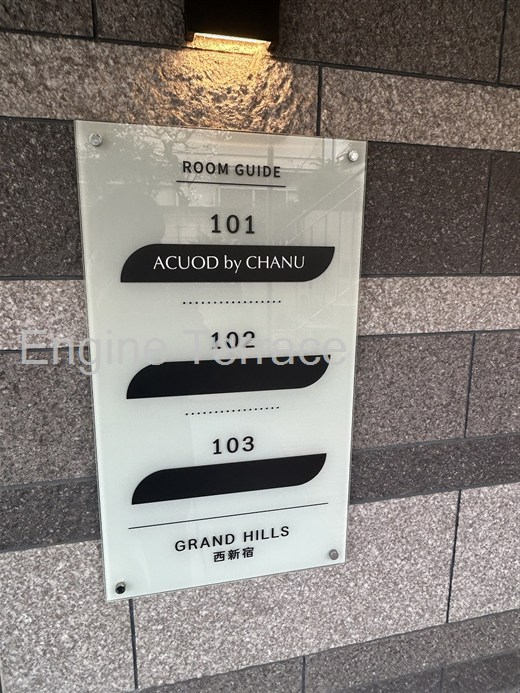 ROOM GUIDE
101
ACUOD by CHANU
102
Engine Terrace
103
GRAND HILLS
西新宿